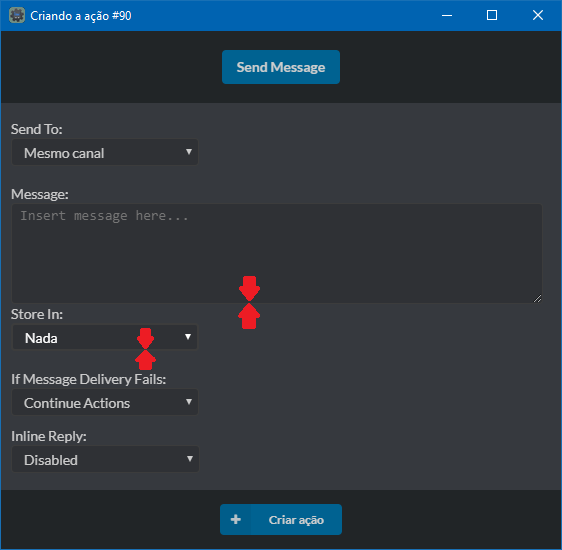 Criando a ação #90
Send Message
Send To:
Mesmo canal
Message:
Insert message here...
Store In:
Nada
If Message Delivery Fails:
Continue Actions
Inline Reply:
Disabled
+ Criar ação